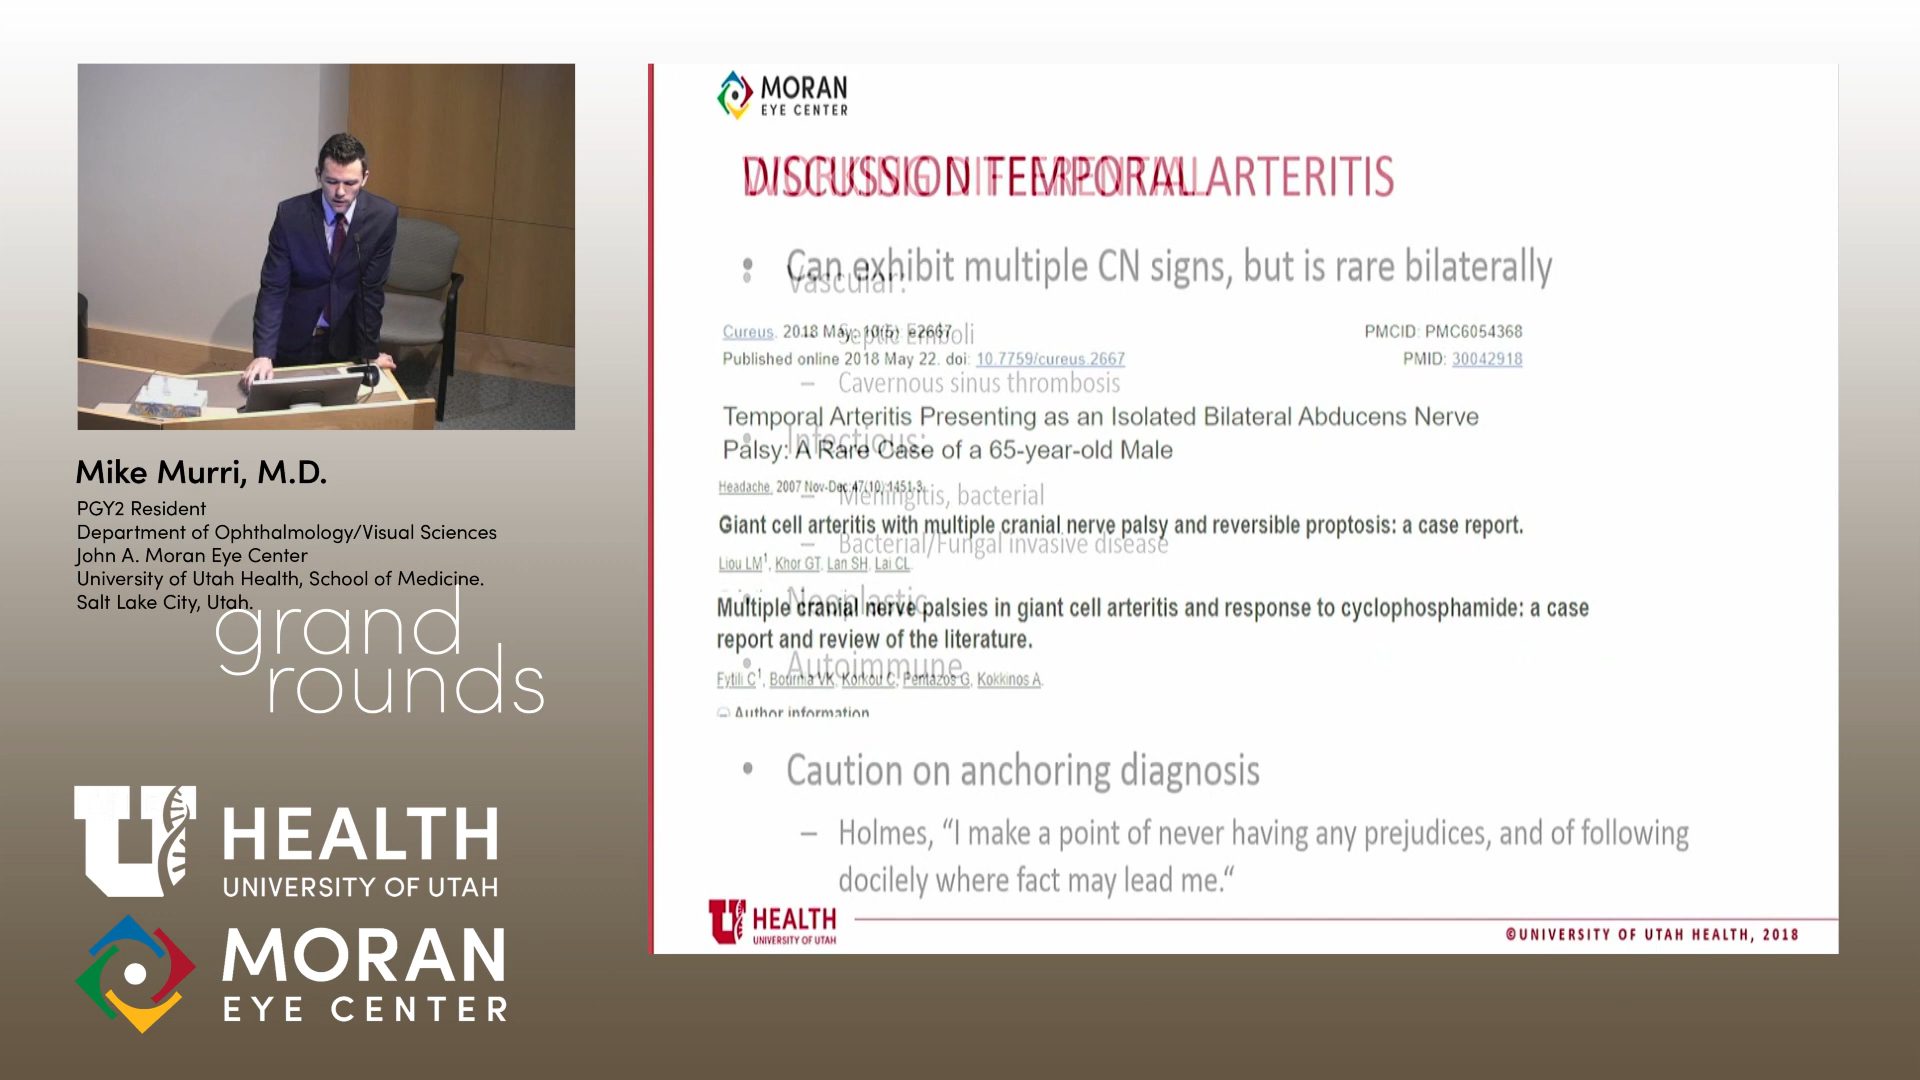 Mike Murri, M.D.
PGY2 Resident
Department of Ophthalmology/Visual Sciences
John A. Moran Eye Center
University of Utah Health, School of Medicine.
Salt Lake City, Utah.
grand
rounds
U HEALTH
UNIVERSITY OF UTAH
MORAN
EYE CENTER
MORAN
EYE CENTER
DISCUSSION TEMPORAL ARTERITIS
WORKING DIFFERENTIAL
• Can exhibit multiple CN signs, but is rare bilaterally
• Vascular:
Cureus. 2018 May; 10(5): e2667. PMCID: PMC6054368
– Septic Emboli
Published online 2018 May 22. doi: 10.7759/cureus.2667 PMID: 30042918
– Cavernous sinus thrombosis
Temporal Arteritis Presenting as an Isolated Bilateral Abducens Nerve
Palsy: A Rare Case of a 65-year-old Male
• Infectious:
Headache. 2007 Nov-Dec;47(10):1451-3.
– Meningitis, bacterial
Giant cell arteritis with multiple cranial nerve palsy and reversible proptosis: a case report.
– Bacterial/Fungal invasive disease
Liou LM1, Khor GT, Lan SH, Lai CL.
• Neoplastic
Multiple cranial nerve palsies in giant cell arteritis and response to cyclophosphamide: a case
report and review of the literature.
• Autoimmune
Fytili C1, Bournia VK, Korkou C, Pentazos G, Kokkinos A.
Author information
• Caution on anchoring diagnosis
– Holmes, “I make a point of never having any prejudices, and of following
docilely where fact may lead me.“
U HEALTH
UNIVERSITY OF UTAH
©UNIVERSITY OF UTAH HEALTH, 2018